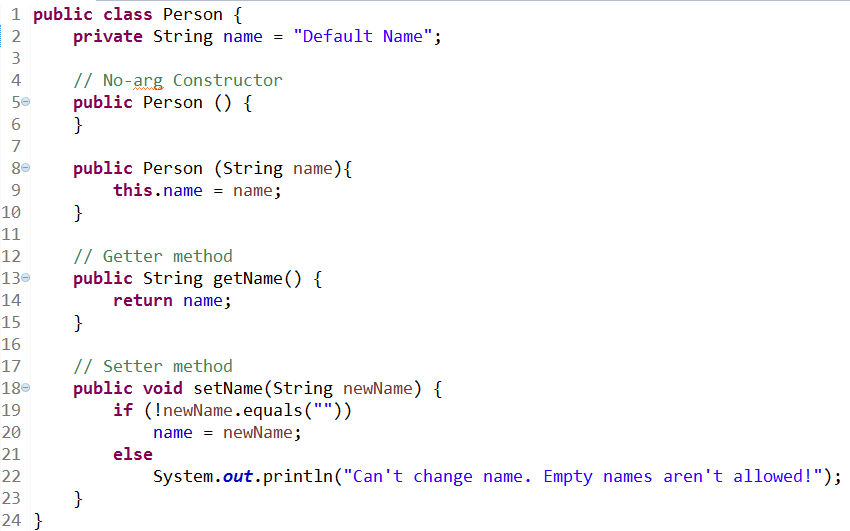 1 public class Person {
2     private String name = "Default Name";
3
4     // No-arg Constructor
5     public Person () {
6     }
7
8     public Person (String name){
9         this.name = name;
10     }
11
12     // Getter method
13     public String getName() {
14         return name;
15     }
16
17     // Setter method
18     public void setName(String newName) {
19         if (!newName.equals(""))
20             name = newName;
21         else
22             System.out.println("Can't change name. Empty names aren't allowed!");
23     }
24 }